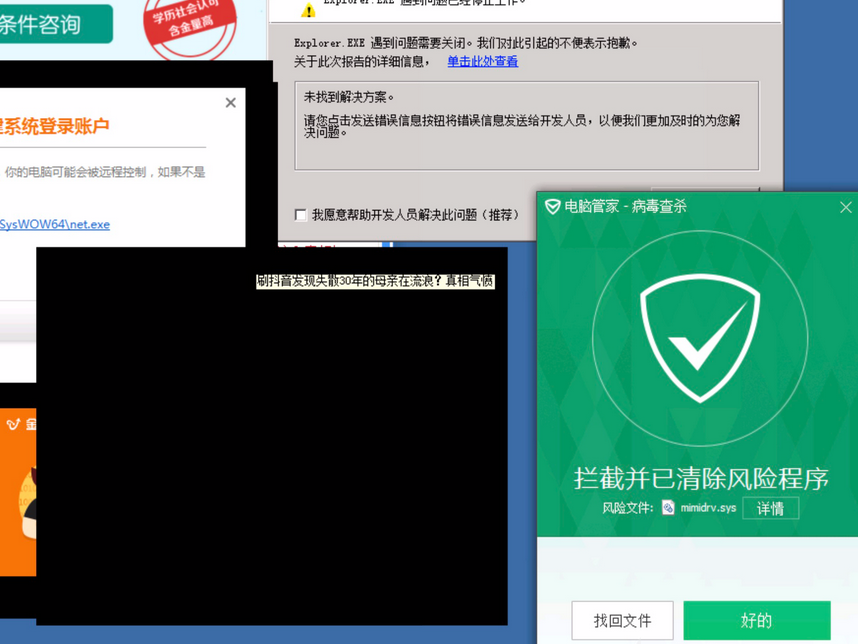 条件咨询
学历社会认可
含金量高
Explorer.EXE 遇到问题已经停止工作。
Explorer.EXE 遇到问题需要关闭。我们对此引起的不便表示抱歉。
关于此次报告的详细信息， 单击此处查看
未找到解决方案。
请您点击发送错误信息按钮将错误信息发送给开发人员，以便我们更加及时的为您解
决问题。
我愿意帮助开发人员解决此问题（推荐）
系统登录账户
你的电脑可能会被远程控制，如果不是
SysWOW64\net.exe
刷抖音发现失散30年的母亲在流浪？真相气愤
电脑管家 - 病毒查杀
拦截并已清除风险程序
风险文件: mimidrv.sys 详情
找回文件 好的